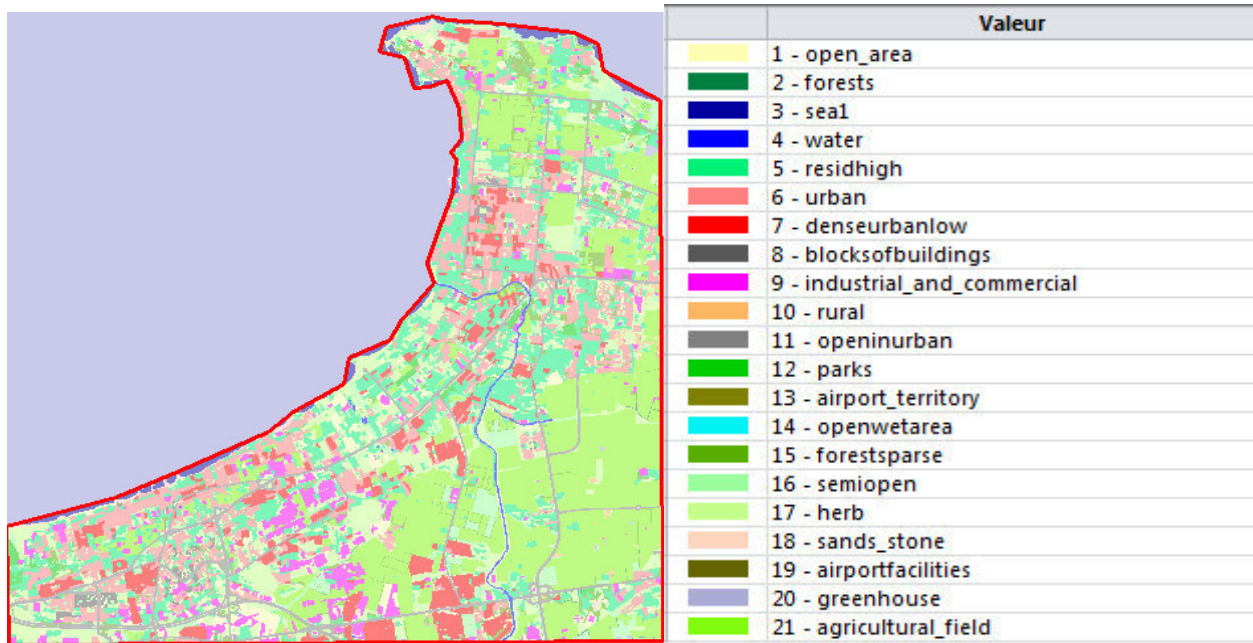 Valeur
1 - open_area
2 - forests
3 - sea1
4 - water
5 - residhigh
6 - urban
7 - denseurbanlow
8 - blocksofbuildings
9 - industrial_and_commercial
10 - rural
11 - openinurban
12 - parks
13 - airport_territory
14 - openwetarea
15 - forestsparse
16 - semiopen
17 - herb
18 - sands_stone
19 - airportfacilities
20 - greenhouse
21 - agricultural_field